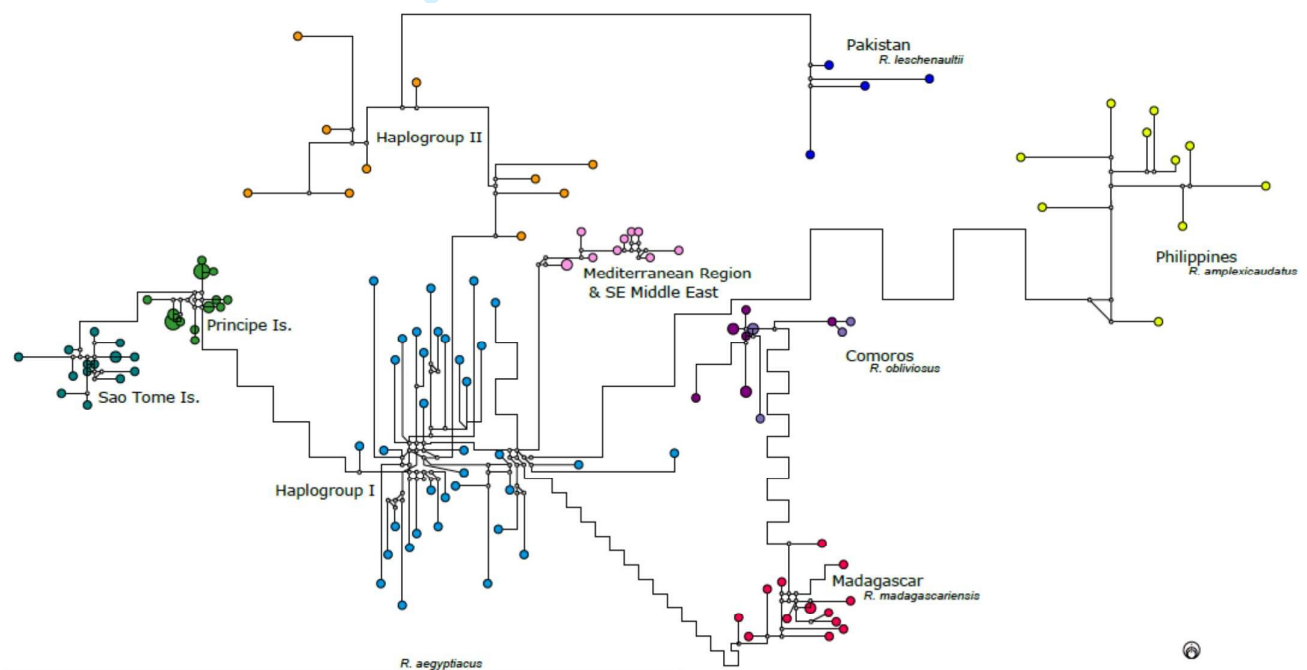 Pakistan
R. leschenaultii
Haplogroup II
Mediterranean Region
& SE Middle East
Philippines
R. amplexicaudatus
Principe Is.
Comoros
R. obliviosus
Sao Tome Is.
Haplogroup I
Madagascar
R. madagascariensis
R. aegyptiacus